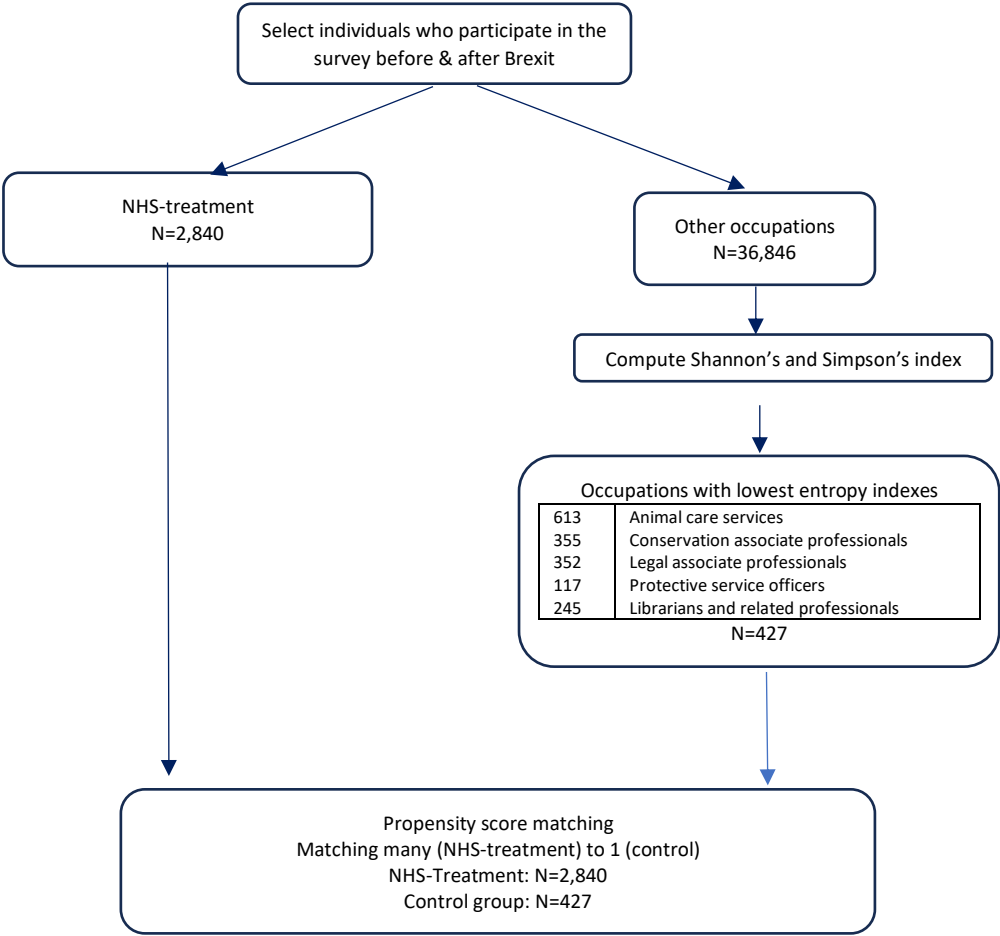 Select individuals who participate in the
survey before & after Brexit
NHS-treatment
N=2,840
Other occupations
N=36,846
Compute Shannon’s and Simpson’s index
Occupations with lowest entropy indexes
613 Animal care services
355 Conservation associate professionals
352 Legal associate professionals
117 Protective service officers
245 Librarians and related professionals
N=427
Propensity score matching
Matching many (NHS-treatment) to 1 (control)
NHS-Treatment: N=2,840
Control group: N=427